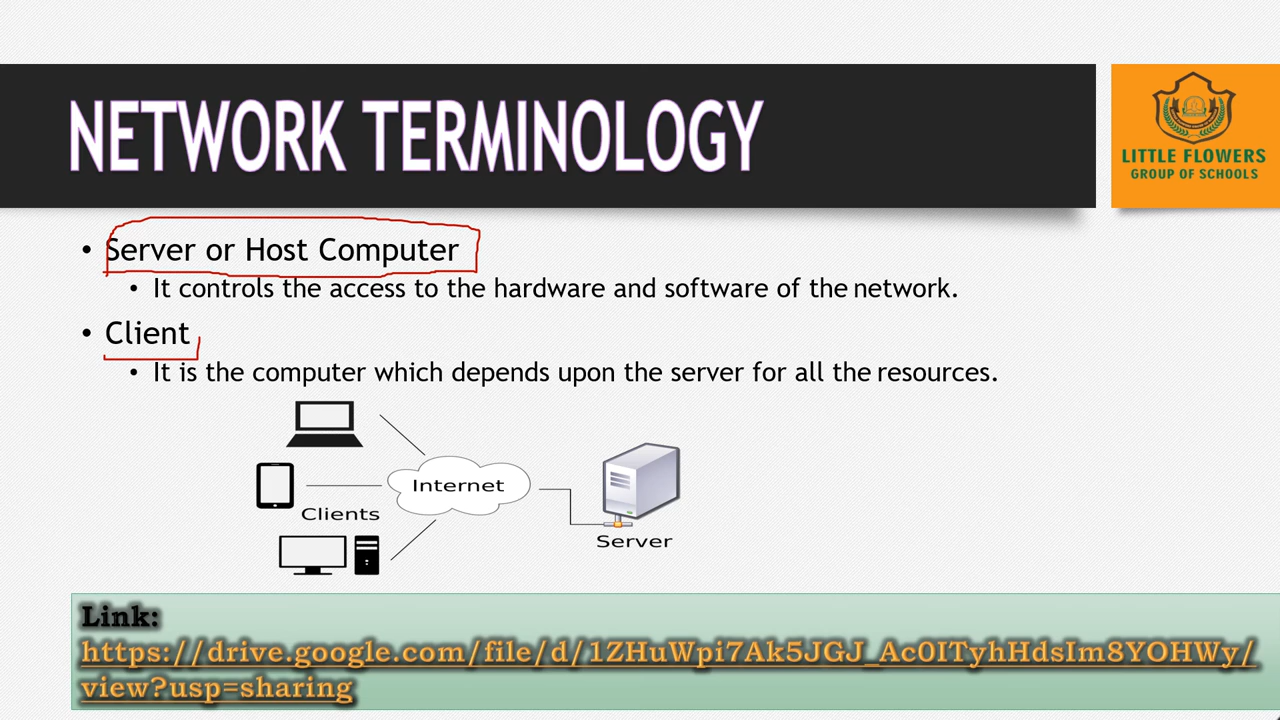 NETWORK TERMINOLOGY
LITTLE FLOWERS
GROUP OF SCHOOLS
• Server or Host Computer
• It controls the access to the hardware and software of the network.
• Client
• It is the computer which depends upon the server for all the resources.
Internet
Clients
Server
Link:
https://drive.google.com/file/d/1ZHuWpi7Ak5JGJ_Ac0ITyhHdsIm8YOHWy/
view?usp=sharing